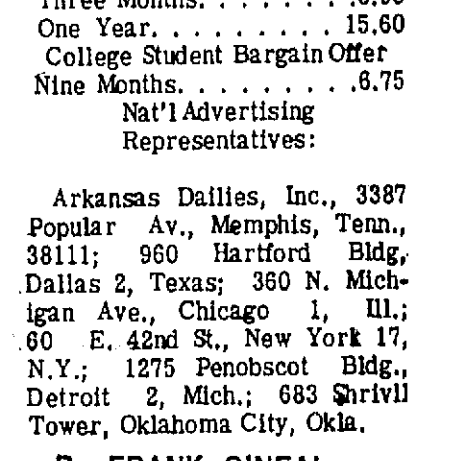 One Year. . . . . . . . . 15.60
College Student Bargain Offer
Nine Months. . . . . . . . .6.75
Nat'l Advertising
Representatives:
Arkansas Dailies, Inc., 3387
Popular Av., Memphis, Tenn.,
38111; 960 Hartford Bldg.
Dallas 2, Texas; 360 N. Mich-
igan Ave., Chicago 1, Ill.;
60 E. 42nd St., New York 17,
N.Y.; 1275 Penobscot Bldg.,
Detroit 2, Mich.; 683 Shrivll
Tower, Oklahoma City, Okla.